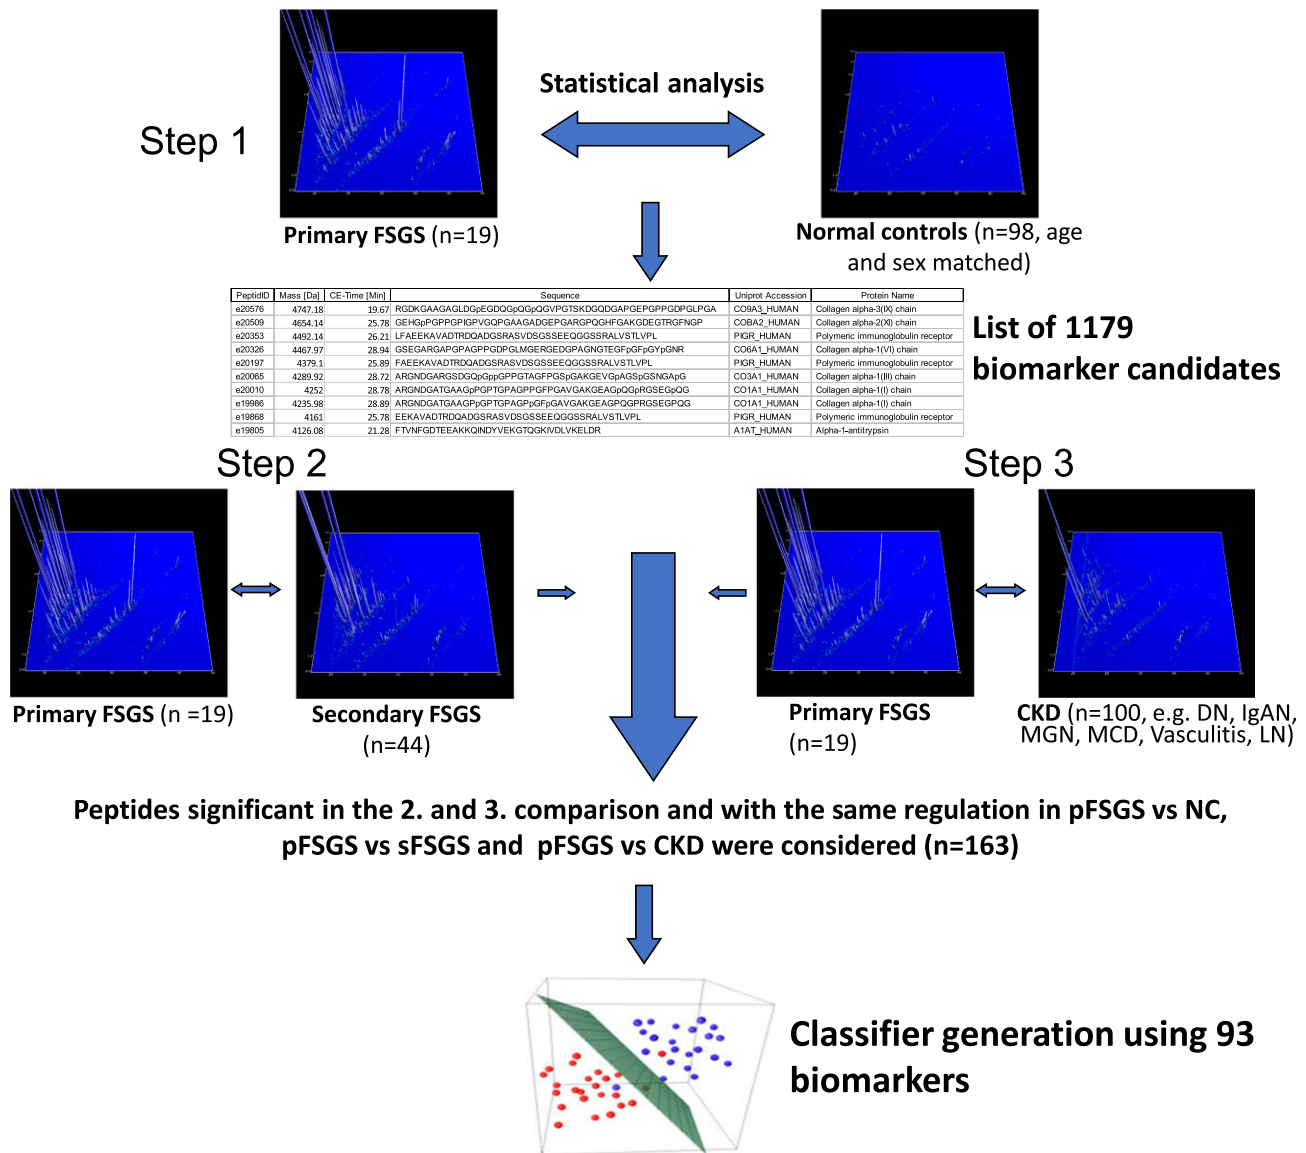 Statistical analysis
Step 1
Primary FSGS (n=19)
Normal controls (n=98, age
and sex matched)
PeptidID Mass [Da] CE-Time [Min] Sequence Uniprot Accession Protein Name
e20576 4747.18 19.67 RGDKGAAGAGLDGpEGDQGpQGpQGVPGTSKDGQDGAPGEPGPPGDPGLPGA CO9A3_HUMAN Collagen alpha-3(IX) chain
e20509 4654.14 25.78 GEHGpPGPPGPIGPVGQPGAAGADGEPGARGPQGHFGAKGDEGTRGFNGP COBA2_HUMAN Collagen alpha-2(XI) chain
e20353 4492.14 26.21 LFAEEKAVADTRDQADGSRASVDSGSSEEQGGSSRALVSTLVPL PIGR_HUMAN Polymeric immunoglobulin receptor
e20326 4467.97 28.94 GSEGARGAPGPAGPPGDPGLMGERGEDGPAGNGTEGFpGFpGYpGNR CO6A1_HUMAN Collagen alpha-1(VI) chain
e20197 4379.1 25.89 FAEEKAVADTRDQADGSRASVDSGSSEEQGGSSRALVSTLVPL PIGR_HUMAN Polymeric immunoglobulin receptor
e20065 4289.92 28.72 ARGNDGARGSDGQpGppGPPGTAGFPGSpGAKGEVGpAGSpGSNGApG CO3A1_HUMAN Collagen alpha-1(III) chain
e20010 4252 28.78 ARGNDGATGAAGpPGPTGPAGPPGFPGAVGAKGEAGpQGpRGSEGpQG CO1A1_HUMAN Collagen alpha-1(I) chain
e19986 4235.98 28.89 ARGNDGATGAAGPpGPTGPAGPpGFpGAVGAKGEAGPQGPRGSEGPQG CO1A1_HUMAN Collagen alpha-1(I) chain
e19868 4161 25.78 EEKAVADTRDQADGSRASVDSGSSEEQGGSSRALVSTLVPL PIGR_HUMAN Polymeric immunoglobulin receptor
e19805 4126.08 21.28 FTVNFGDTEEAKKQINDYVEKGTQGKIVDLVKELDR A1AT_HUMAN Alpha-1-antitrypsin
List of 1179
biomarker candidates
Step 2
Step 3
Primary FSGS (n =19)
Secondary FSGS
(n=44)
Primary FSGS
(n=19)
CKD (n=100, e.g. DN, IgAN,
MGN, MCD, Vasculitis, LN)
Peptides significant in the 2. and 3. comparison and with the same regulation in pFSGS vs NC,
pFSGS vs sFSGS and pFSGS vs CKD were considered (n=163)
Classifier generation using 93
biomarkers